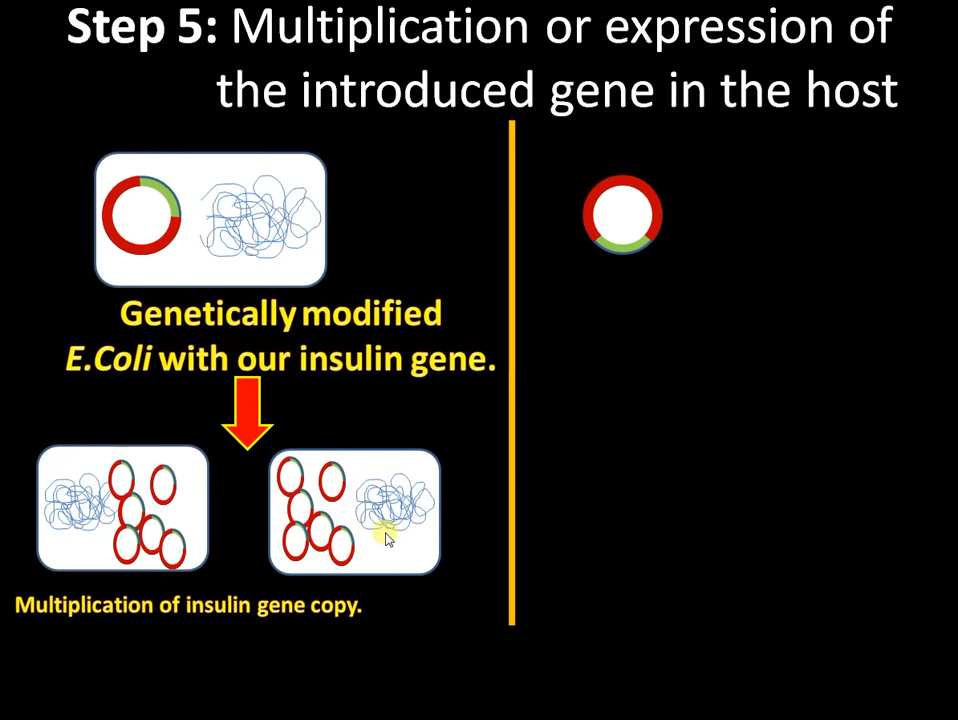 Step 5: Multiplication or expression of
the introduced gene in the host
Genetically modified
E.Coli with our insulin gene.
Multiplication of insulin gene copy.